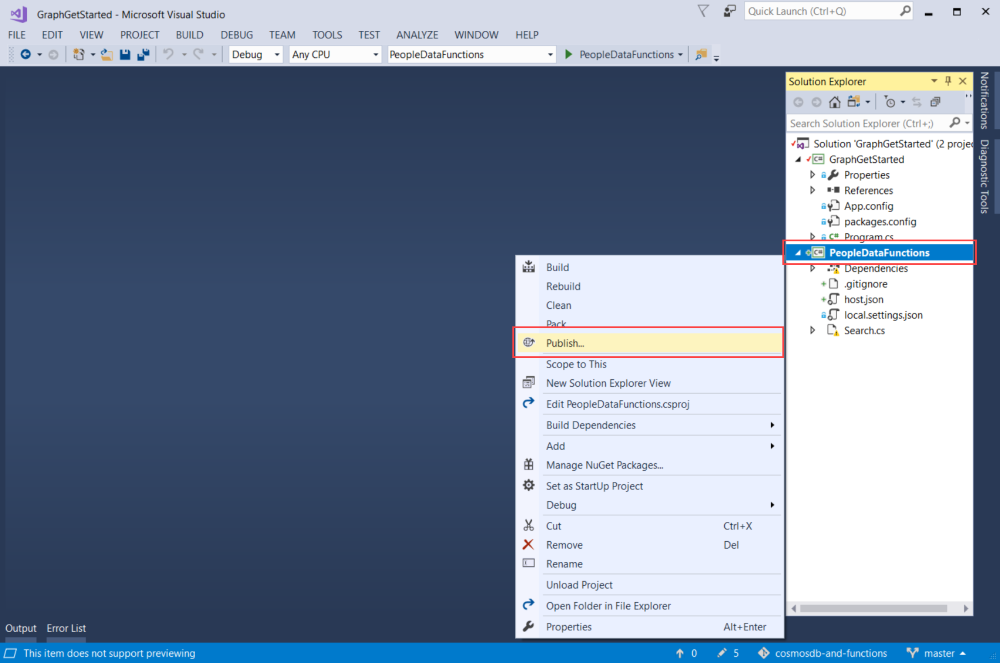 GraphGetStarted - Microsoft Visual Studio
Quick Launch (Ctrl+Q)
FILE EDIT VIEW PROJECT BUILD DEBUG TEAM TOOLS TEST ANALYZE WINDOW HELP
Debug Any CPU PeopleDataFunctions PeopleDataFunctions
Solution Explorer
Search Solution Explorer (Ctrl+;)
Solution 'GraphGetStarted' (2 projec
C# GraphGetStarted
Properties
References
App.config
packages.config
C# Program.cs
C# PeopleDataFunctions
Dependencies
.gitignore
host.json
local.settings.json
Search.cs
Notifications
Diagnostic Tools
Build
Rebuild
Clean
Pack
Publish...
Scope to This
New Solution Explorer View
Edit PeopleDataFunctions.csproj
Build Dependencies
Add
Manage NuGet Packages...
Set as StartUp Project
Debug
Cut Ctrl+X
Remove Del
Rename
Unload Project
Open Folder in File Explorer
Properties Alt+Enter
Output Error List
This item does not support previewing 0 5 cosmosdb-and-functions master